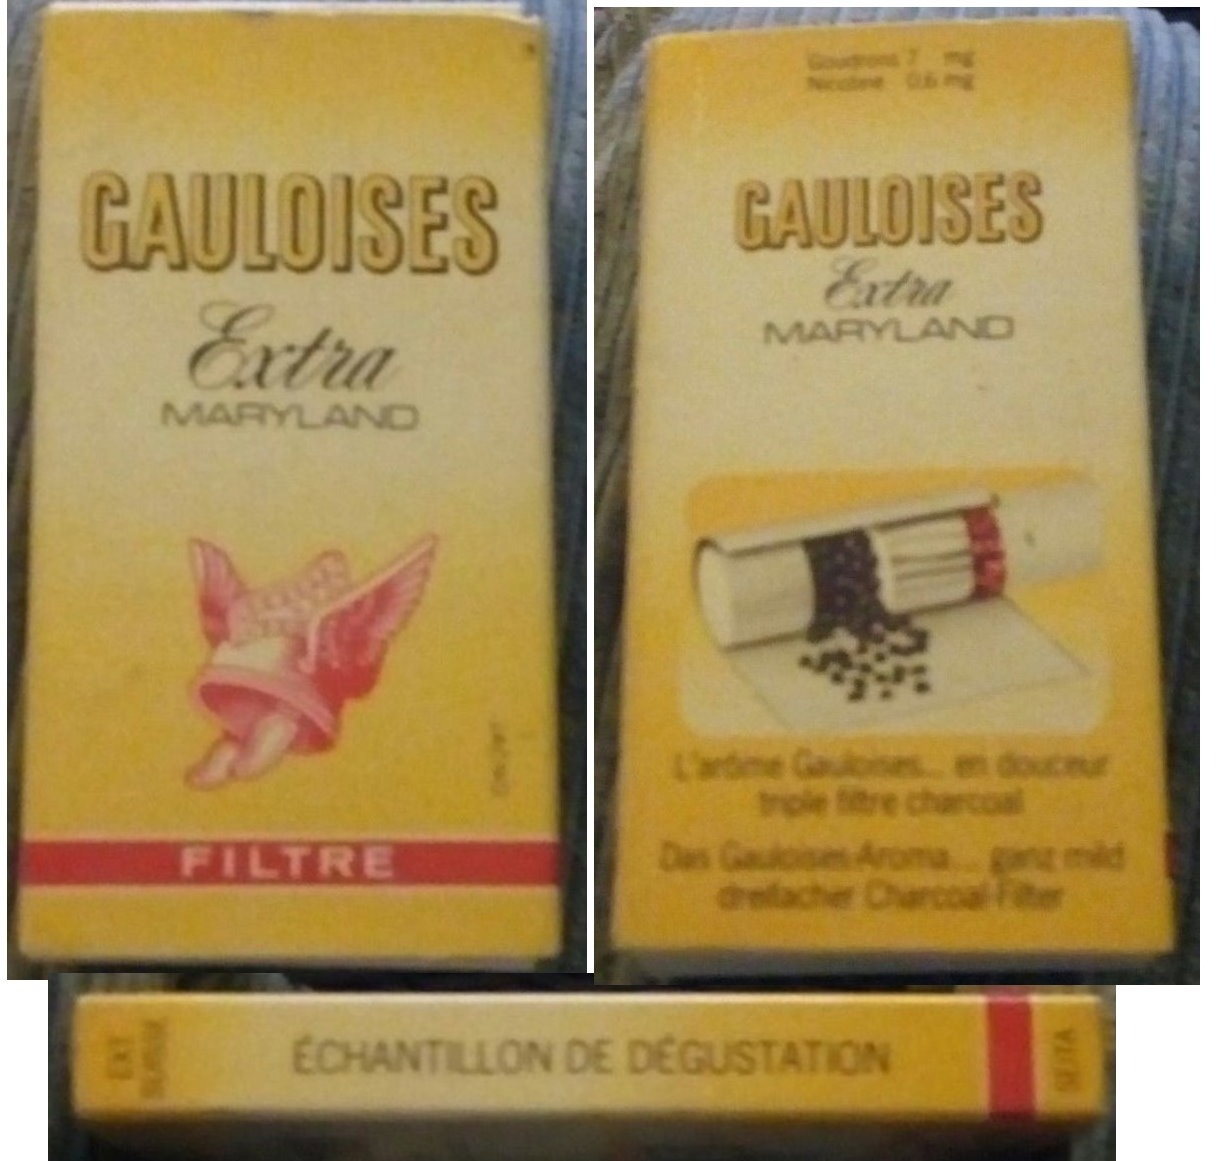 GAULOISES
Extra
MARYLAND
FILTRE
Goudrons 7 mg
Nicotine 0,6 mg
GAULOISES
Extra
MARYLAND
L'arôme Gauloises... en douceur
triple filtre charcoal
Das Gauloises-Aroma... ganz mild
dreifacher Charcoal-Filter
EXT
ÉCHANTILLON DE DÉGUSTATION
SEITA